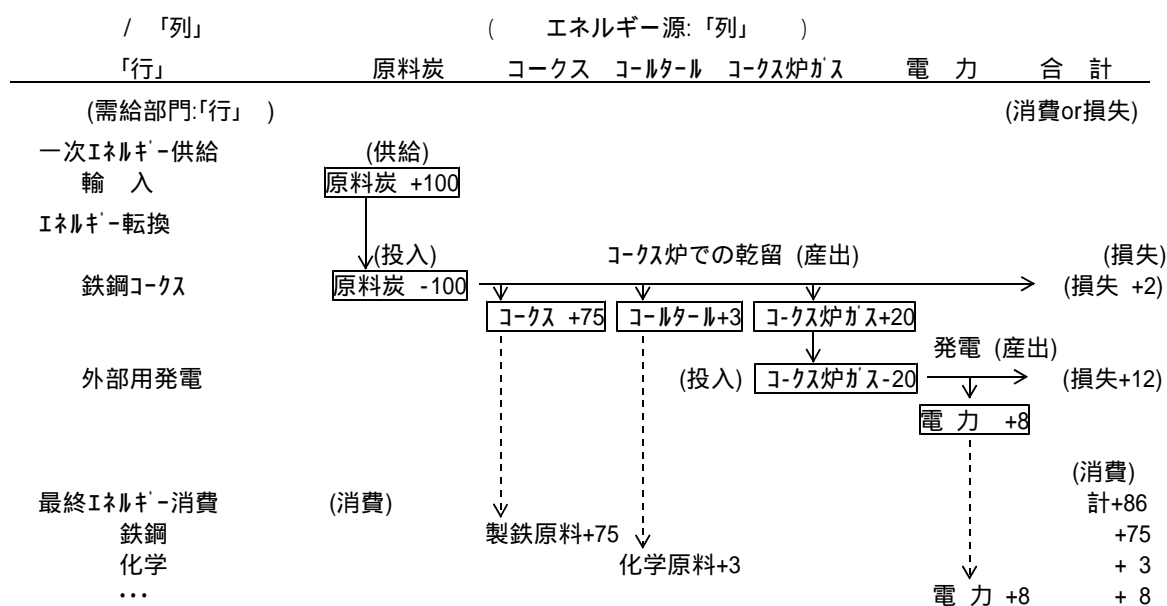 / 「列」 ( エネルギー源:「列」 )
「行」 原料炭 コークス ｺｰﾙﾀｰﾙ ｺｰｸｽ炉ｶﾞｽ 電 力 合 計
(需給部門:「行」 ) (消費or損失)
一次ｴﾈﾙｷﾞｰ供給 (供給)
輸 入 原料炭 +100
ｴﾈﾙｷﾞｰ転換
(投入) ｺｰｸｽ炉での乾留 (産出) (損失)
鉄鋼ｺｰｸｽ 原料炭 -100 (損失 +2)
ｺｰｸｽ +75 ｺｰﾙﾀｰﾙ+3 ｺ-ｸｽ炉ｶﾞｽ+20
発電 (産出)
外部用発電 (投入) ｺ-ｸｽ炉ｶﾞｽ-20 (損失+12)
電 力 +8
(消費)
最終ｴﾈﾙｷﾞｰ消費 (消費) 計+86
鉄鋼 製鉄原料+75 +75
化学 化学原料+3 + 3
… 電 力 +8 + 8